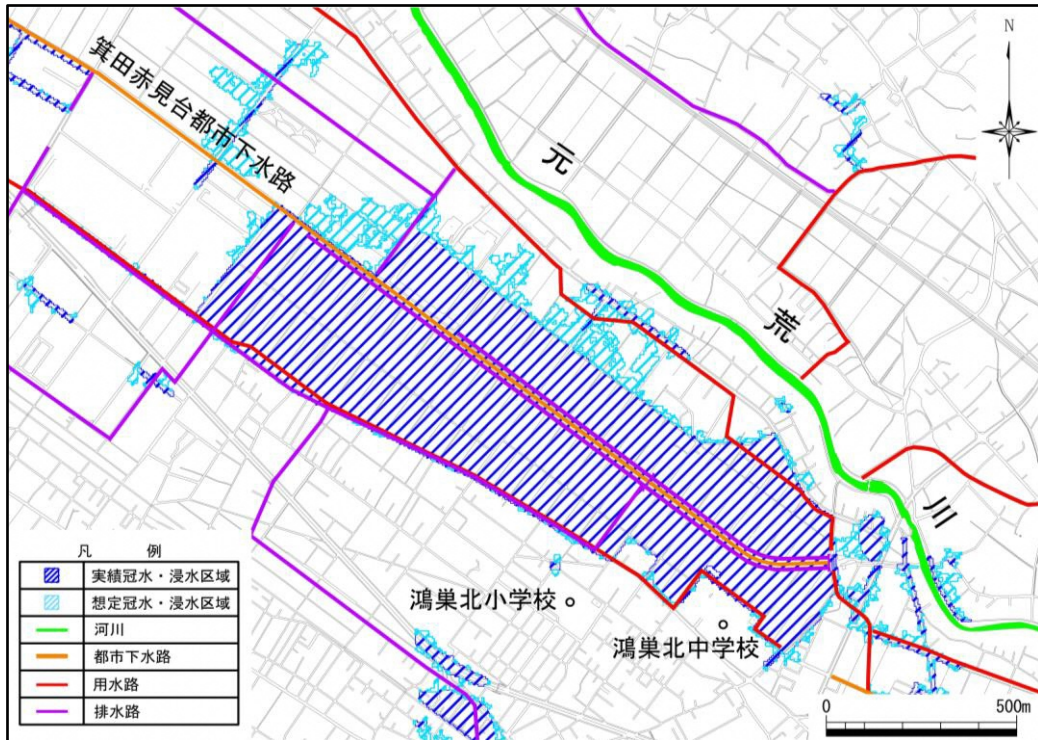 N
箕田赤見台都市下水路
元
荒
川
鴻巣北小学校
鴻巣北中学校
凡 例
実績冠水・浸水区域
想定冠水・浸水区域
河川
都市下水路
用水路
排水路
0 500m